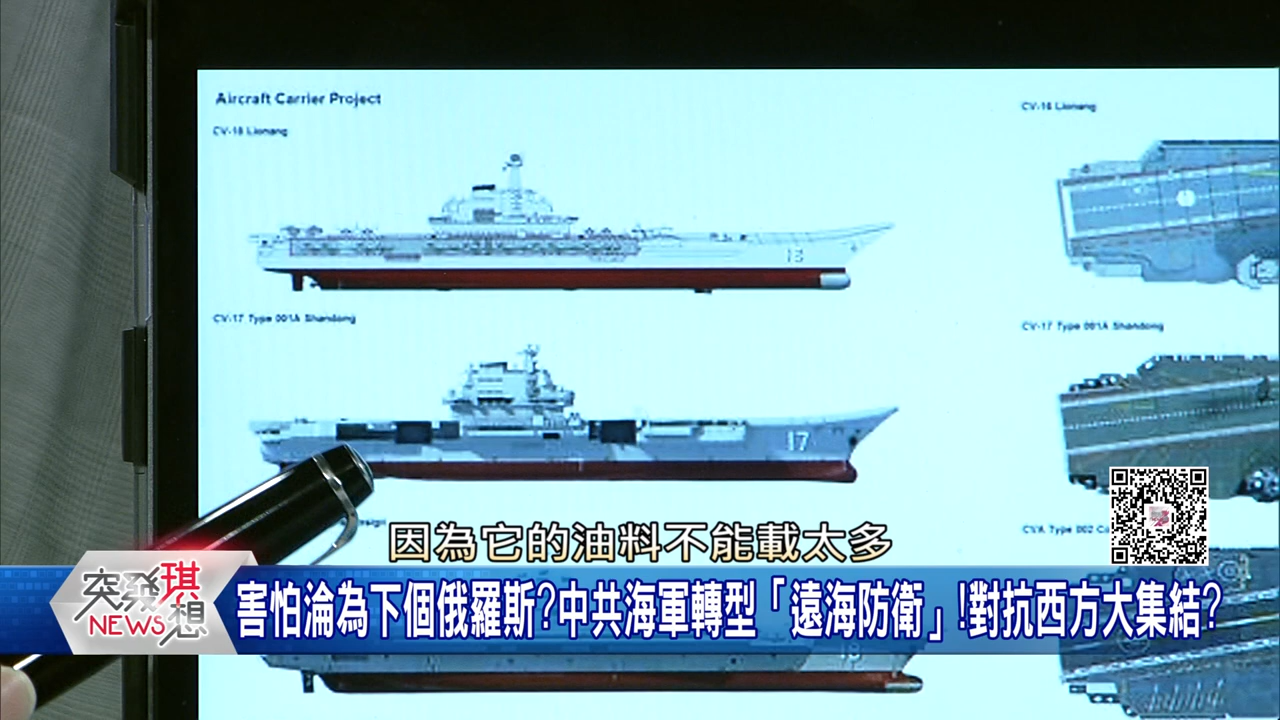 Aircraft Carrier Project
CV-16 Lionang
CV-16 Lionang
13
CV-17 Type 001A Shandong
CV-17 Type 001A Shandong
17
CVA Type 002 Co
因為它的油料不能載太多
突發琪想
NEWS
害怕淪為下個俄羅斯?中共海軍轉型「遠海防衛」!對抗西方大集結?